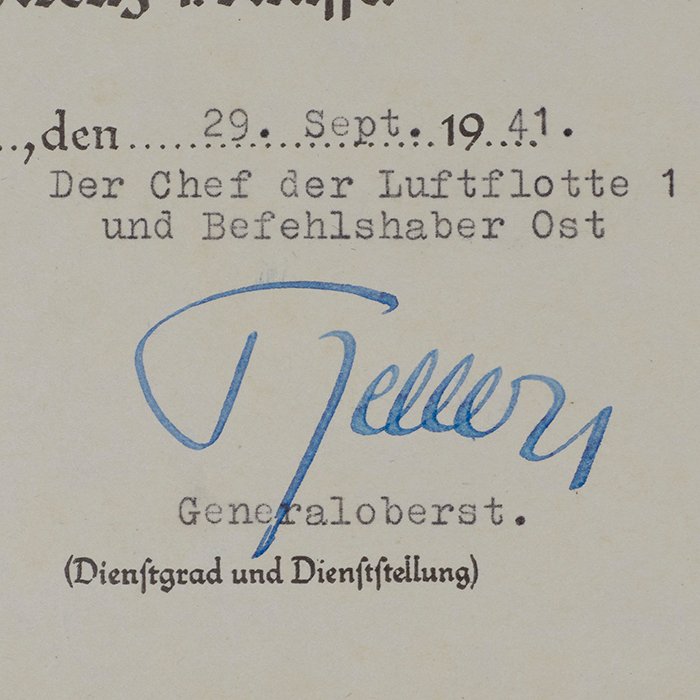 ..,den ..... 29. Sept. 19 41.
Der Chef der Luftflotte 1
und Befehlshaber Ost
Generaloberst.
(Dienſtgrad und Dienſtſtellung)